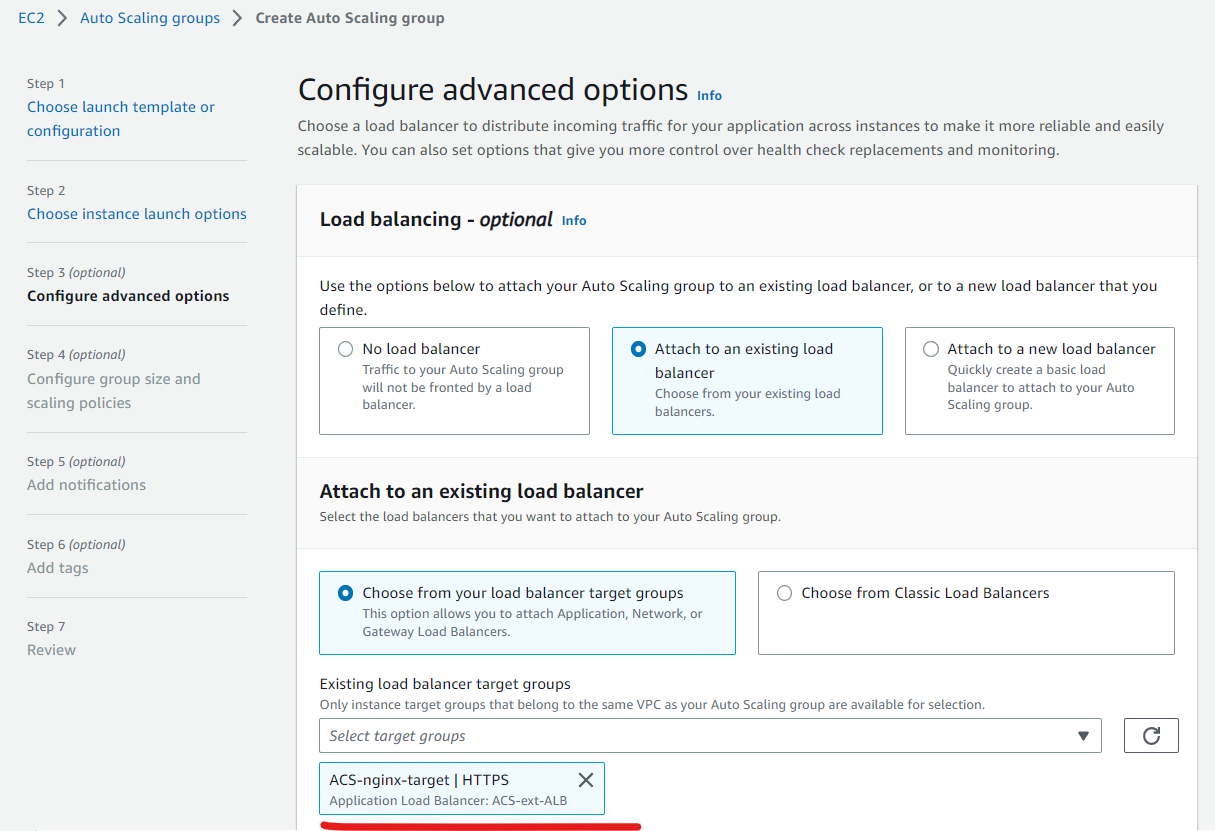 EC2 > Auto Scaling groups > Create Auto Scaling group
Step 1
Choose launch template or
configuration
Step 2
Choose instance launch options
Step 3 (optional)
Configure advanced options
Step 4 (optional)
Configure group size and
scaling policies
Step 5 (optional)
Add notifications
Step 6 (optional)
Add tags
Step 7
Review
Configure advanced options Info
Choose a load balancer to distribute incoming traffic for your application across instances to make it more reliable and easily
scalable. You can also set options that give you more control over health check replacements and monitoring.
Load balancing - optional Info
Use the options below to attach your Auto Scaling group to an existing load balancer, or to a new load balancer that you
define.
No load balancer
Traffic to your Auto Scaling group
will not be fronted by a load
balancer.
Attach to an existing load
balancer
Choose from your existing load
balancers.
Attach to a new load balancer
Quickly create a basic load
balancer to attach to your Auto
Scaling group.
Attach to an existing load balancer
Select the load balancers that you want to attach to your Auto Scaling group.
Choose from your load balancer target groups
This option allows you to attach Application, Network, or
Gateway Load Balancers.
Choose from Classic Load Balancers
Existing load balancer target groups
Only instance target groups that belong to the same VPC as your Auto Scaling group are available for selection.
Select target groups
ACS-nginx-target | HTTPS
Application Load Balancer: ACS-ext-ALB